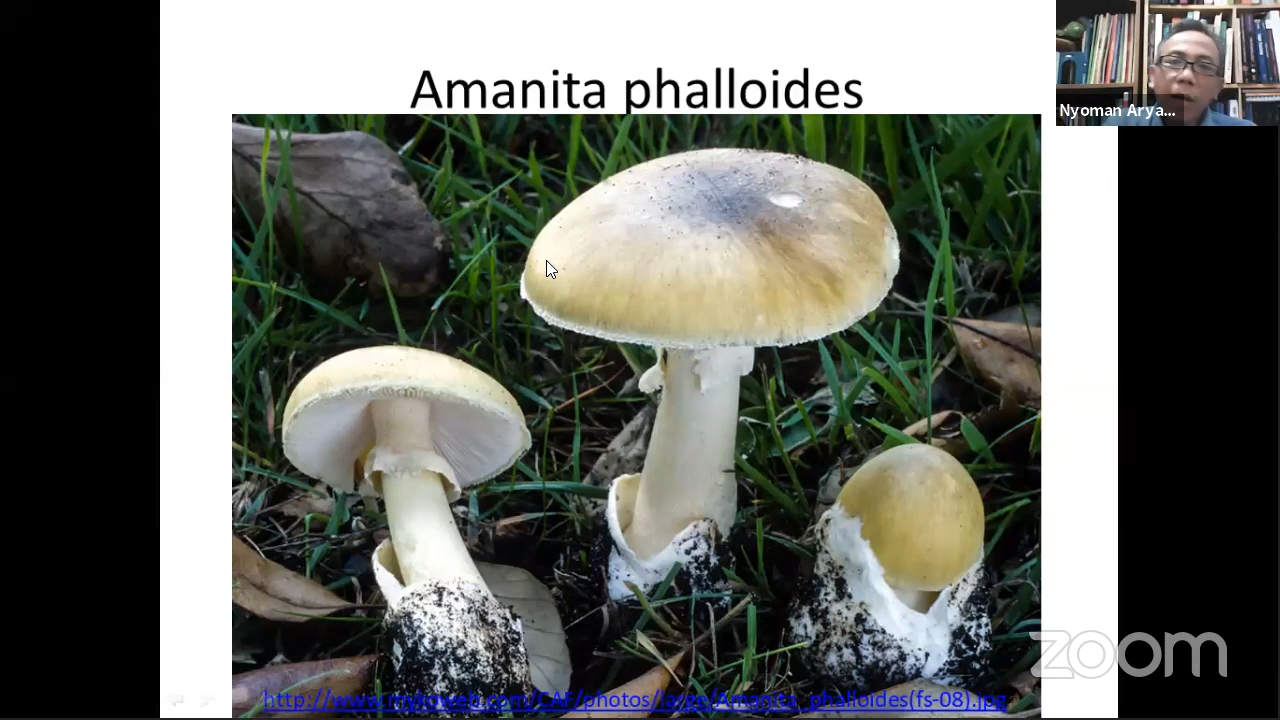 Amanita phalloides
Nyoman Arya...
zoom
http://www.mykoweb.com/CAF/photos/large/Amanita_phalloides(fs-08).jpg